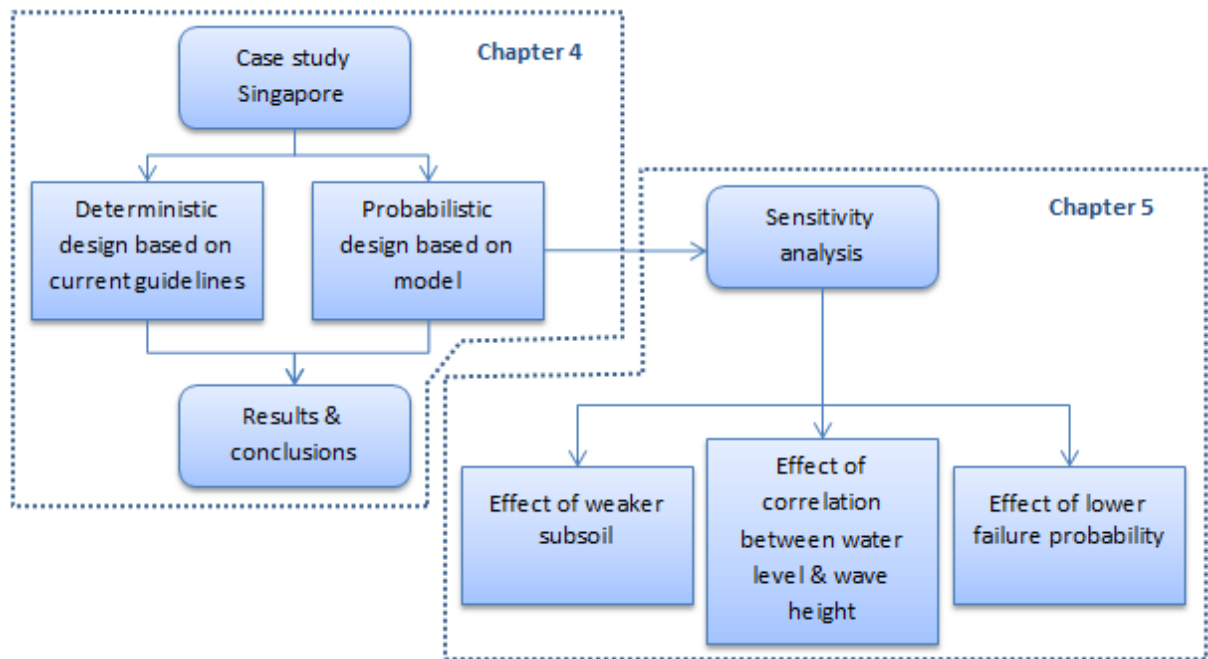 Chapter 4
Case study
Singapore
Deterministic
design based on
current guidelines
Probabilistic
design based on
model
Results &
conclusions
Chapter 5
Sensitivity
analysis
Effect of weaker
subsoil
Effect of
correlation
between water
level & wave
height
Effect of lower
failure probability